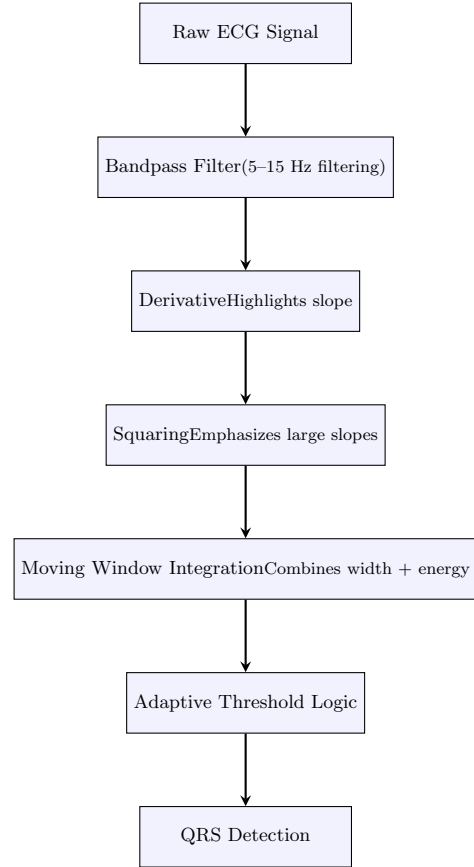 Raw ECG Signal
Bandpass Filter(5–15 Hz filtering)
DerivativeHighlights slope
SquaringEmphasizes large slopes
Moving Window IntegrationCombines width + energy
Adaptive Threshold Logic
QRS Detection